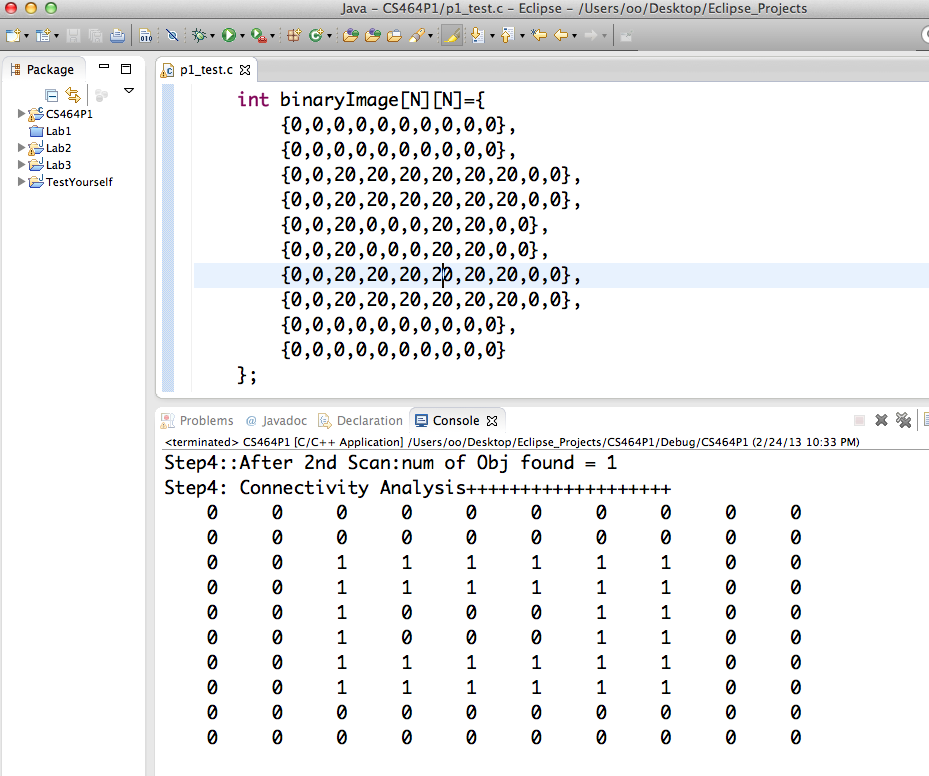 Java - CS464P1/p1_test.c - Eclipse - /Users/oo/Desktop/Eclipse_Projects
010
Package
CS464P1
Lab1
Lab2
Lab3
TestYourself
p1_test.c
int binaryImage[N][N]={
{0,0,0,0,0,0,0,0,0,0},
{0,0,0,0,0,0,0,0,0,0},
{0,0,20,20,20,20,20,20,0,0},
{0,0,20,20,20,20,20,20,0,0},
{0,0,20,0,0,0,20,20,0,0},
{0,0,20,0,0,0,20,20,0,0},
{0,0,20,20,20,20,20,20,0,0},
{0,0,20,20,20,20,20,20,0,0},
{0,0,0,0,0,0,0,0,0,0},
{0,0,0,0,0,0,0,0,0,0}
};
Problems @ Javadoc Declaration Console
<terminated> CS464P1 [C/C++ Application] /Users/oo/Desktop/Eclipse_Projects/CS464P1/Debug/CS464P1 (2/24/13 10:33 PM)
Step4::After 2nd Scan:num of Obj found = 1
Step4: Connectivity Analysis+++++++++++++++++++
0 0 0 0 0 0 0 0 0 0
0 0 0 0 0 0 0 0 0 0
0 0 1 1 1 1 1 1 0 0
0 0 1 1 1 1 1 1 0 0
0 0 1 0 0 0 1 1 0 0
0 0 1 0 0 0 1 1 0 0
0 0 1 1 1 1 1 1 0 0
0 0 1 1 1 1 1 1 0 0
0 0 0 0 0 0 0 0 0 0
0 0 0 0 0 0 0 0 0 0